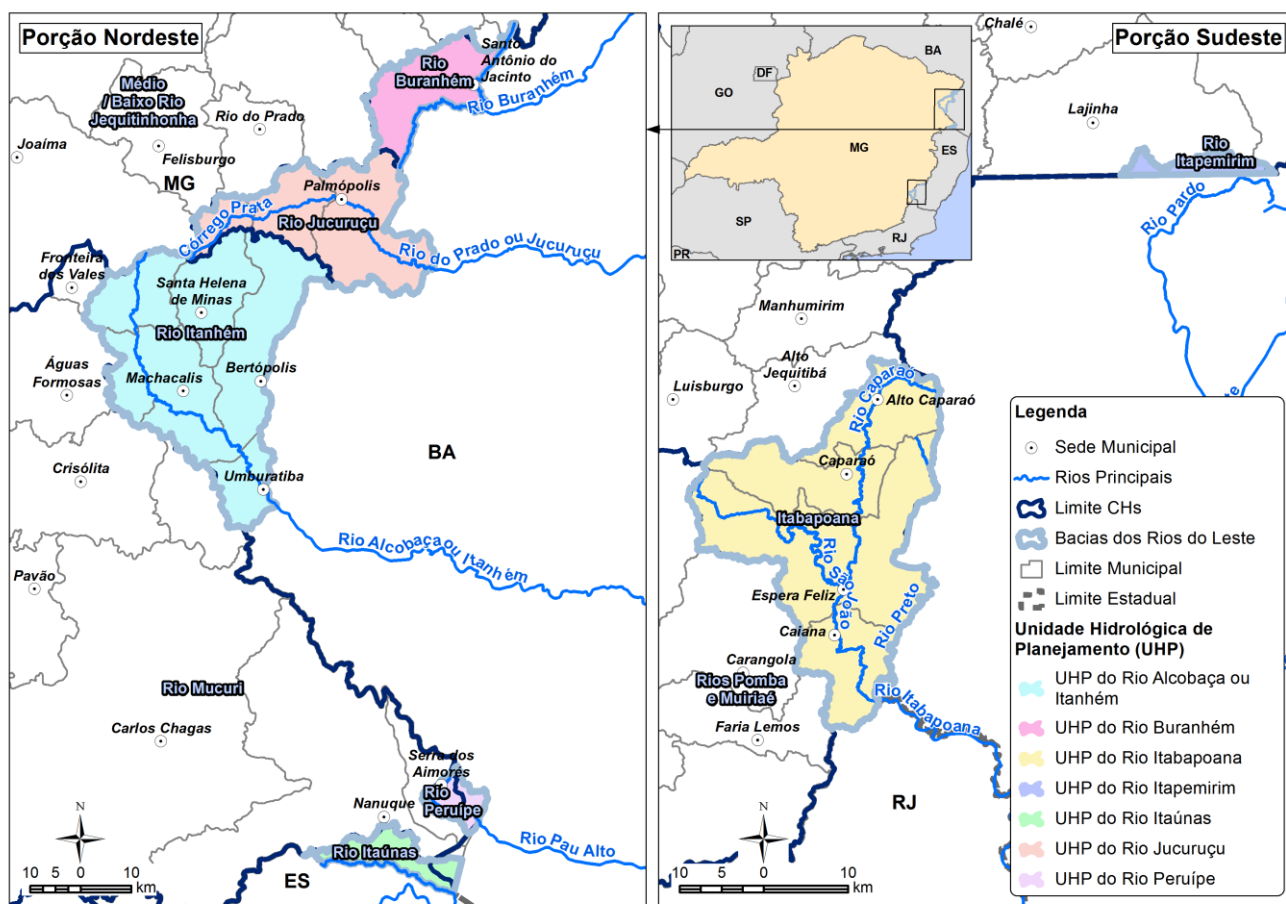 Porção Nordeste
Santo
Antônio do
Jacinto
Rio
Buranhém
Rio Buranhém
Médio
/ Baixo Rio
Jequitinhonha
Rio do Prado
Joaíma
Felisburgo
MG
Palmópolis
Córrego Prata
Rio Jucuruçu
Rio do Prado ou Jucuruçu
Fronteira
dos Vales
Santa Helena
de Minas
Rio Itanhém
Águas
Formosas
Machacalis
Bertópolis
BA
Crisólita
Umburatiba
Rio Alcobaça ou Itanhém
Pavão
Rio Mucuri
Carlos Chagas
Serra dos
Aimorés
Rio
Peruípe
Nanuque
Rio Pau Alto
Rio Itaúnas
ES
N
10 5 0 10
km
Porção Sudeste
Chalé
BA
DF
GO
MG
ES
SP
RJ
PR
Lajinha
Rio
Itapemirim
Rio Pardo
Manhumirim
Alto
Jequitibá
Luisburgo
Rio Caparaó
Alto Caparaó
Caparaó
Itabapoana
Rio São João
Espera Feliz
Rio Preto
Caiana
Carangola
Rios Pomba
e Muiriaé
Rio Itabapoana
Faria Lemos
RJ
N
10 5 0 10
km
Legenda
Sede Municipal
Rios Principais
Limite CHs
Bacias dos Rios do Leste
Limite Municipal
Limite Estadual
Unidade Hidrológica de
Planejamento (UHP)
UHP do Rio Alcobaça ou
Itanhém
UHP do Rio Buranhém
UHP do Rio Itabapoana
UHP do Rio Itapemirim
UHP do Rio Itaúnas
UHP do Rio Jucuruçu
UHP do Rio Peruípe